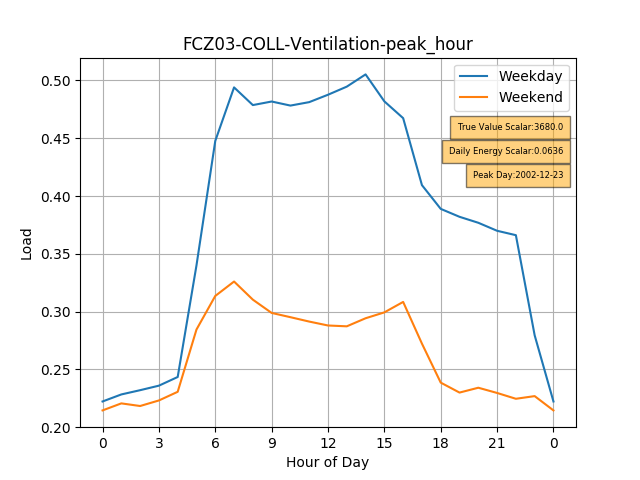 FCZ03-COLL-Ventilation-peak_hour
Weekday
Weekend
True Value Scalar:3680.0
Daily Energy Scalar:0.0636
Peak Day:2002-12-23
Load
0.50
0.45
0.40
0.35
0.30
0.25
0.20
0 3 6 9 12 15 18 21 0
Hour of Day